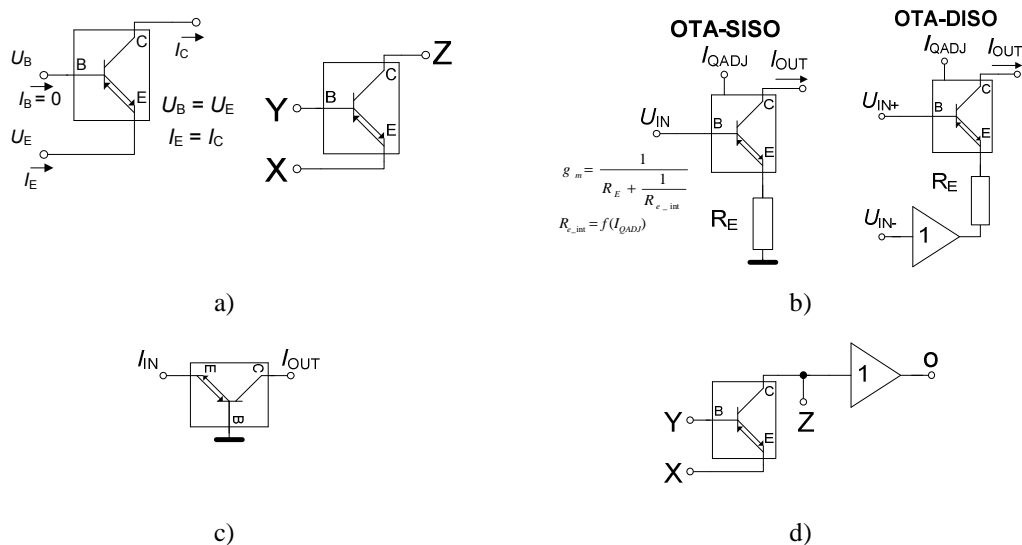 C
I_C
U_B
B
I_B = 0
E
U_B = U_E
I_E = I_C
U_E
I_E
Z
C
Y
B
E
X
a)
OTA-SISO
OTA-DISO
I_QADJ
I_OUT
I_QADJ
I_OUT
C
U_IN
B
E
C
U_IN+
B
E
g_m = 1 / (R_E + 1 / R_e_int)
R_e_int = f(I_QADJ)
R_E
R_E
U_IN-
1
b)
I_IN
E
C
I_OUT
B
c)
O
1
C
Y
B
Z
E
X
d)